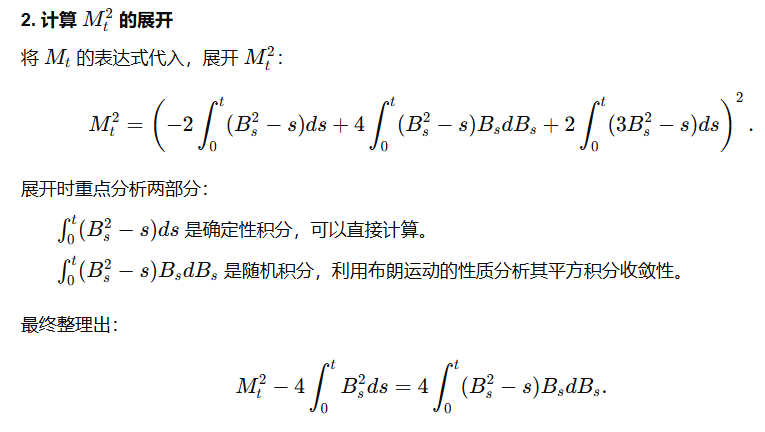 2. 计算 $M_t^2$ 的展开
将 $M_t$ 的表达式代入，展开 $M_t^2$：
$M_t^2 = \left(-2\int_0^t (B_s^2 - s)ds + 4\int_0^t (B_s^2 - s)B_s dB_s + 2\int_0^t (3B_s^2 - s)ds\right)^2.$
展开时重点分析两部分：
$\int_0^t (B_s^2 - s)ds$ 是确定性积分，可以直接计算。
$\int_0^t (B_s^2 - s)B_s dB_s$ 是随机积分，利用布朗运动的性质分析其平方积分收敛性。
最终整理出：
$M_t^2 - 4\int_0^t B_s^2 ds = 4\int_0^t (B_s^2 - s)B_s dB_s.$